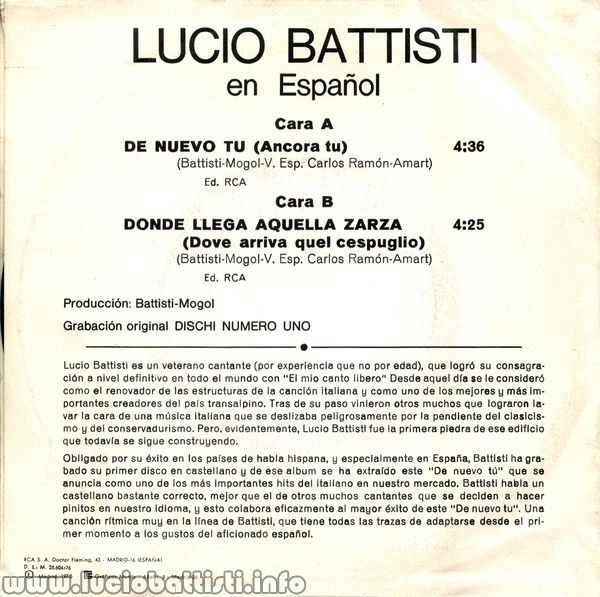 LUCIO BATTISTI
en Español
Cara A
DE NUEVO TU (Ancora tu) 4:36
(Battisti-Mogol-V. Esp. Carlos Ramón-Amart)
Ed. RCA
Cara B
DONDE LLEGA AQUELLA ZARZA 4:25
(Dove arriva quel cespuglio)
(Battisti-Mogol-V. Esp. Carlos Ramón-Amart)
Ed. RCA
Producción: Battisti-Mogol
Grabación original DISCHI NUMERO UNO
Lucio Battisti es un veterano cantante (por experiencia que no por edad), que logró su consagra-
ción a nivel definitivo en todo el mundo con "El mio canto libero" Desde aquel día se le consideró
como el renovador de las estructuras de la canción italiana y como uno de los mejores y más im-
portantes creadores del país transalpino. Tras de su paso vinieron otros muchos que lograron la-
var la cara de una música italiana que se deslizaba peligrosamente por la pendiente del clasicis-
mo y del conservadurismo. Pero, evidentemente, Lucio Battisti fue la primera piedra de ese edificio
que todavía se sigue construyendo.
Obligado por su éxito en los países de habla hispana, y especialmente en España, Battisti ha gra-
bado su primer disco en castellano y de ese album se ha extraído este "De nuevo tú" que se
anuncia como uno de los más importantes hits del italiano en nuestro mercado. Battisti habla un
castellano bastante correcto, mejor que el de otros muchos cantantes que se deciden a hacer
pinitos en nuestro idioma, y esto colabora eficazmente al mayor éxito de este "De nuevo tu". Una
canción rítmica muy en la línea de Battisti, que tiene todas las trazas de adaptarse desde el pri-
mer momento a los gustos del aficionado español.
RCA S. A. Doctor Fleming, 43 - MADRID-16 (ESPAÑA)
D. L. M. 25.604/76
Madrid, 1976
www.luciobattisti.info